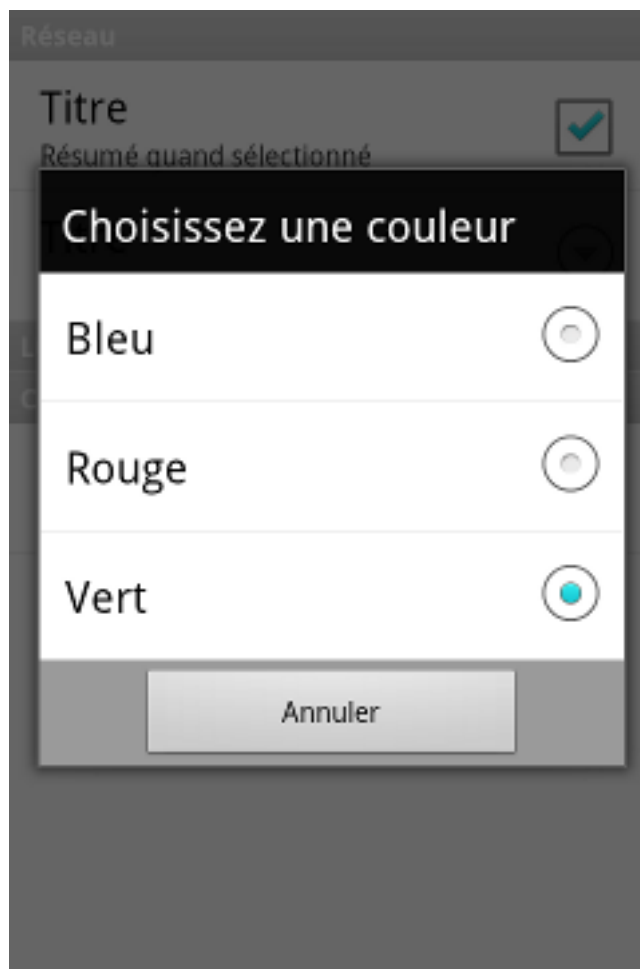 Réseau
Titre
Résumé quand sélectionné
Choisissez une couleur
Bleu
Rouge
Vert
Annuler